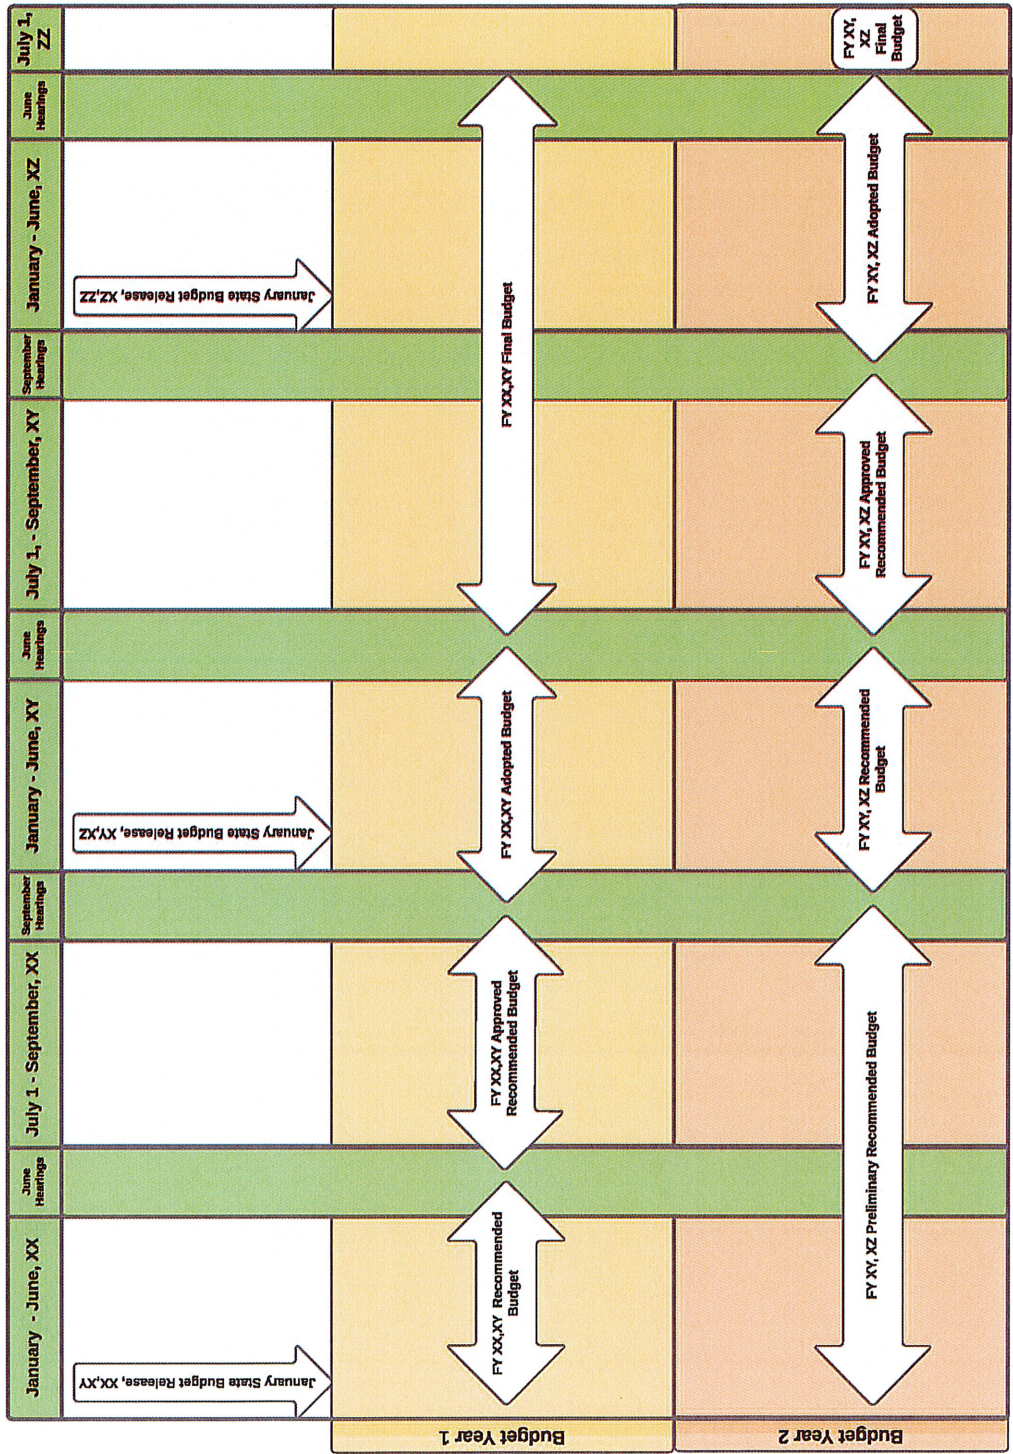 January - June, XX
June
Hearings
July 1 - September, XX
September
Hearings
January - June, XY
June
Hearings
July 1, - September, XY
September
Hearings
January - June, XZ
June
Hearings
July 1,
ZZ
January State Budget Release, XX,XY
January State Budget Release, XY,XZ
January State Budget Release, XZ,ZZ
Budget Year 1
FY XX,XY Recommended
Budget
FY XX,XY Approved
Recommended Budget
FY XX,XY Adopted Budget
FY XX,XY Final Budget
Budget Year 2
FY XY, XZ Preliminary Recommended Budget
FY XY, XZ Recommended
Budget
FY XY, XZ Approved
Recommended Budget
FY XY, XZ Adopted Budget
FY XY,
XZ
Final
Budget